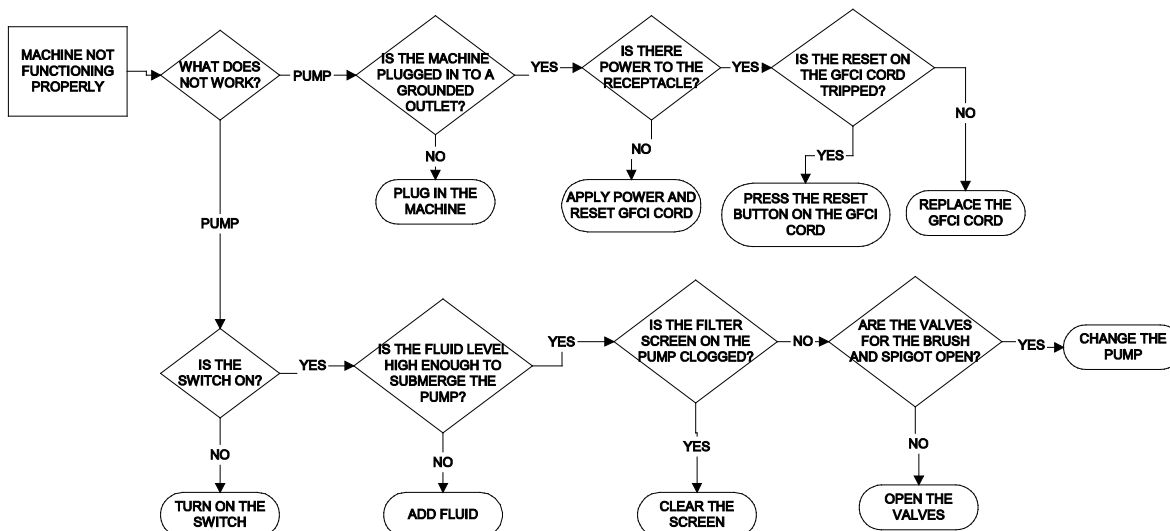 MACHINE NOT
FUNCTIONING
PROPERLY
WHAT DOES
NOT WORK?
PUMP
IS THE MACHINE
PLUGGED IN TO A
GROUNDED
OUTLET?
YES
IS THERE
POWER TO THE
RECEPTACLE?
YES
IS THE RESET ON
THE GFCI CORD
TRIPPED?
NO
NO
NO
YES
PLUG IN THE
MACHINE
APPLY POWER AND
RESET GFCI CORD
PRESS THE RESET
BUTTON ON THE GFCI
CORD
REPLACE THE
GFCI CORD
PUMP
IS THE
SWITCH ON?
YES
IS THE FLUID LEVEL
HIGH ENOUGH TO
SUBMERGE THE
PUMP?
YES
IS THE FILTER
SCREEN ON THE
PUMP CLOGGED?
NO
ARE THE VALVES
FOR THE BRUSH
AND SPIGOT OPEN?
YES
CHANGE THE
PUMP
NO
NO
YES
NO
TURN ON THE
SWITCH
ADD FLUID
CLEAR THE
SCREEN
OPEN THE
VALVES